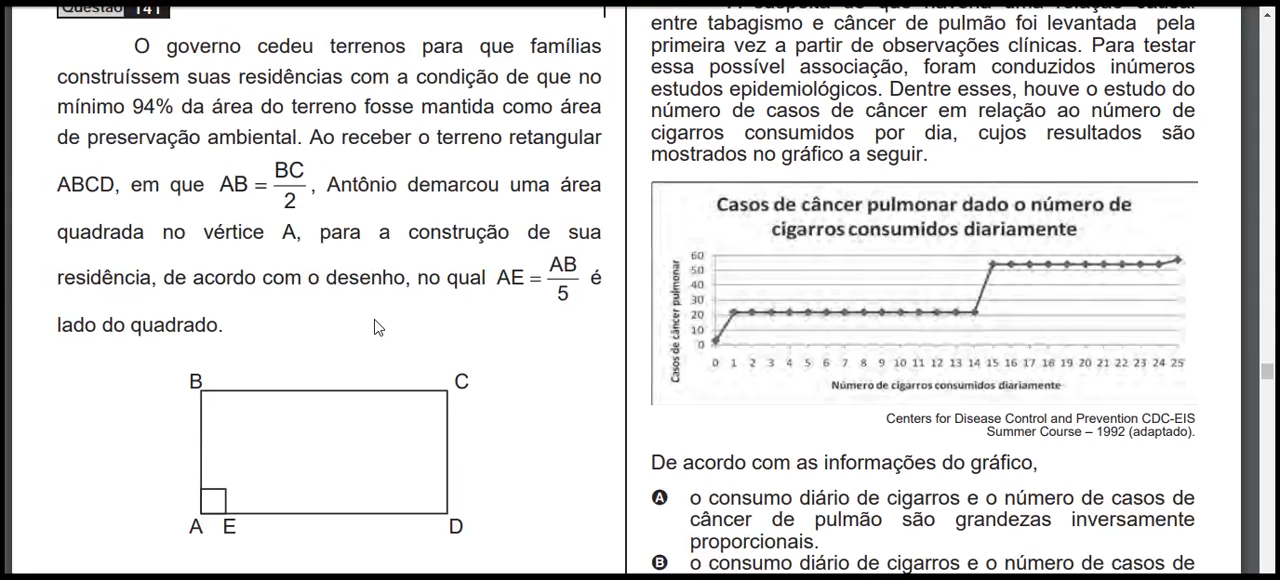 Questão 141
O governo cedeu terrenos para que famílias
construíssem suas residências com a condição de que no
mínimo 94% da área do terreno fosse mantida como área
de preservação ambiental. Ao receber o terreno retangular
ABCD, em que AB = BC/2, Antônio demarcou uma área
quadrada no vértice A, para a construção de sua
residência, de acordo com o desenho, no qual AE = AB/5 é
lado do quadrado.
B C
A E D
A suspeita de que haveria uma relação causal
entre tabagismo e câncer de pulmão foi levantada pela
primeira vez a partir de observações clínicas. Para testar
essa possível associação, foram conduzidos inúmeros
estudos epidemiológicos. Dentre esses, houve o estudo do
número de casos de câncer em relação ao número de
cigarros consumidos por dia, cujos resultados são
mostrados no gráfico a seguir.
Casos de câncer pulmonar dado o número de
cigarros consumidos diariamente
Casos de câncer pulmonar
60
50
40
30
20
10
0
0 1 2 3 4 5 6 7 8 9 10 11 12 13 14 15 16 17 18 19 20 21 22 23 24 25
Número de cigarros consumidos diariamente
Centers for Disease Control and Prevention CDC-EIS
Summer Course – 1992 (adaptado).
De acordo com as informações do gráfico,
A o consumo diário de cigarros e o número de casos de
câncer de pulmão são grandezas inversamente
proporcionais.
B o consumo diário de cigarros e o número de casos de